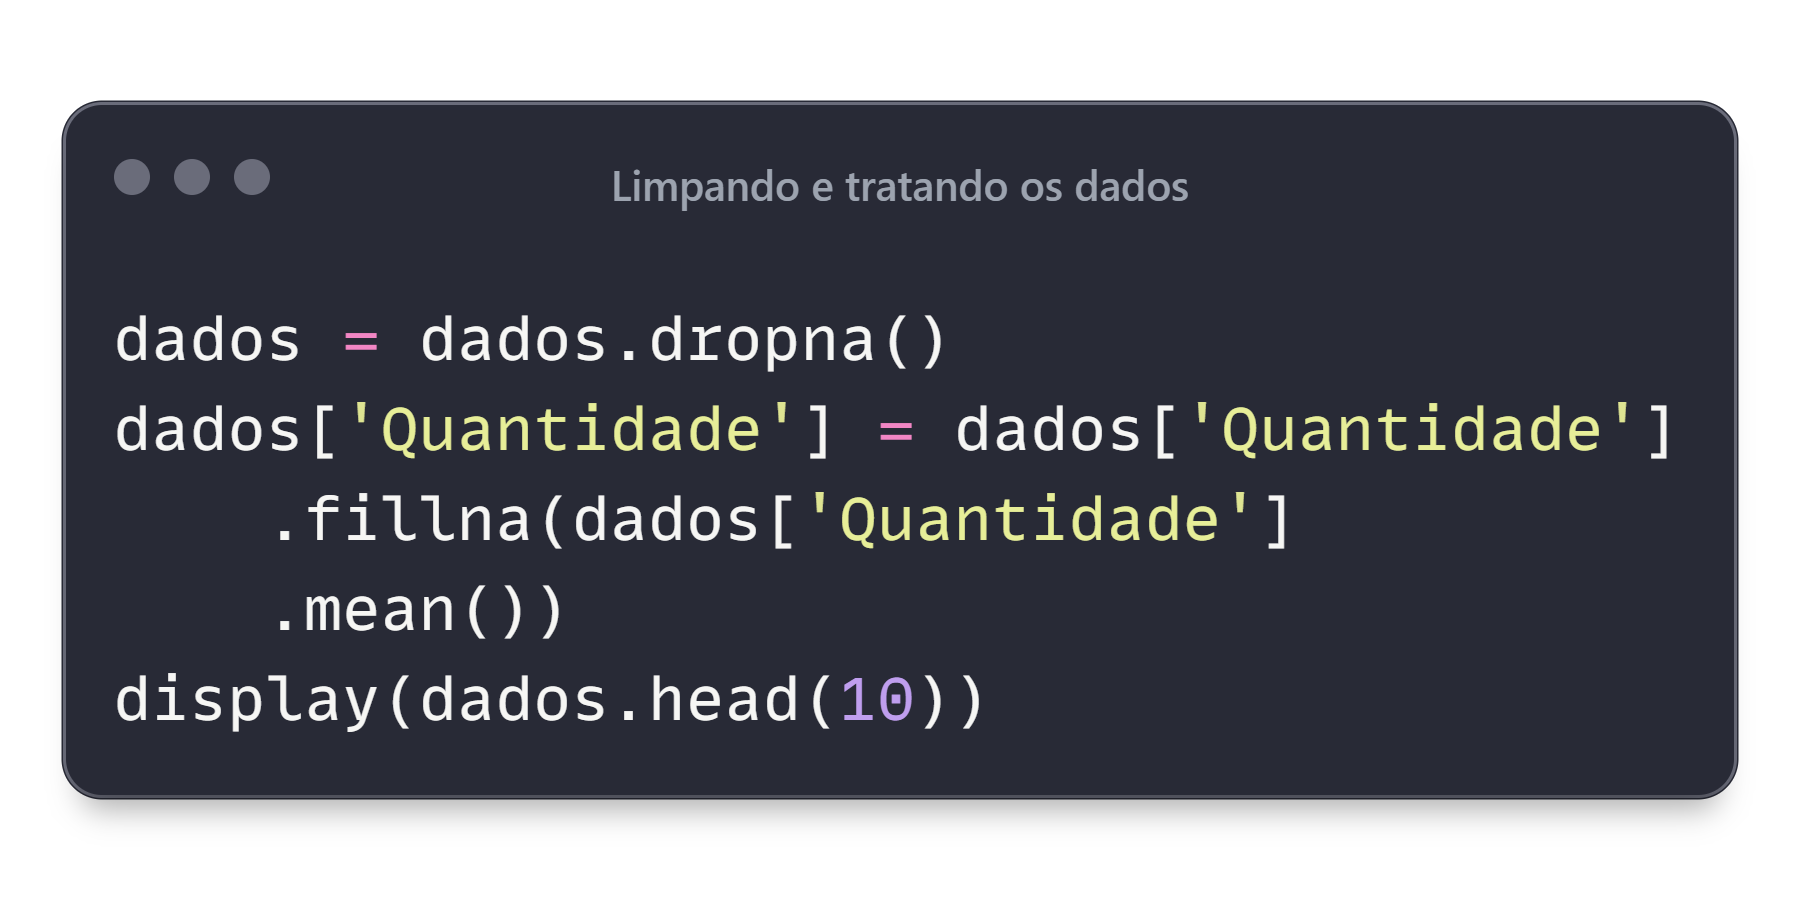 Limpando e tratando os dados
dados = dados.dropna()
dados['Quantidade'] = dados['Quantidade']
    .fillna(dados['Quantidade']
    .mean())
display(dados.head(10))